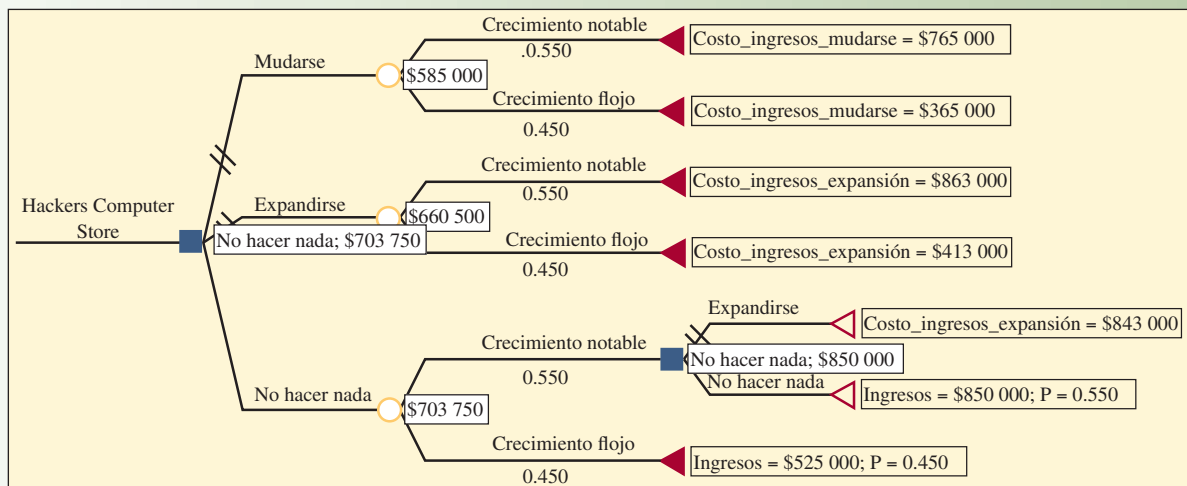 Crecimiento notable
.0.550
Costo_ingresos_mudarse = $765 000
Mudarse
$585 000
Crecimiento flojo
0.450
Costo_ingresos_mudarse = $365 000
Crecimiento notable
0.550
Costo_ingresos_expansión = $863 000
Hackers Computer
Store
Expandirse
$660 500
No hacer nada; $703 750
Crecimiento flojo
0.450
Costo_ingresos_expansión = $413 000
Expandirse
Costo_ingresos_expansión = $843 000
Crecimiento notable
0.550
No hacer nada; $850 000
No hacer nada
Ingresos = $850 000; P = 0.550
No hacer nada
$703 750
Crecimiento flojo
0.450
Ingresos = $525 000; P = 0.450